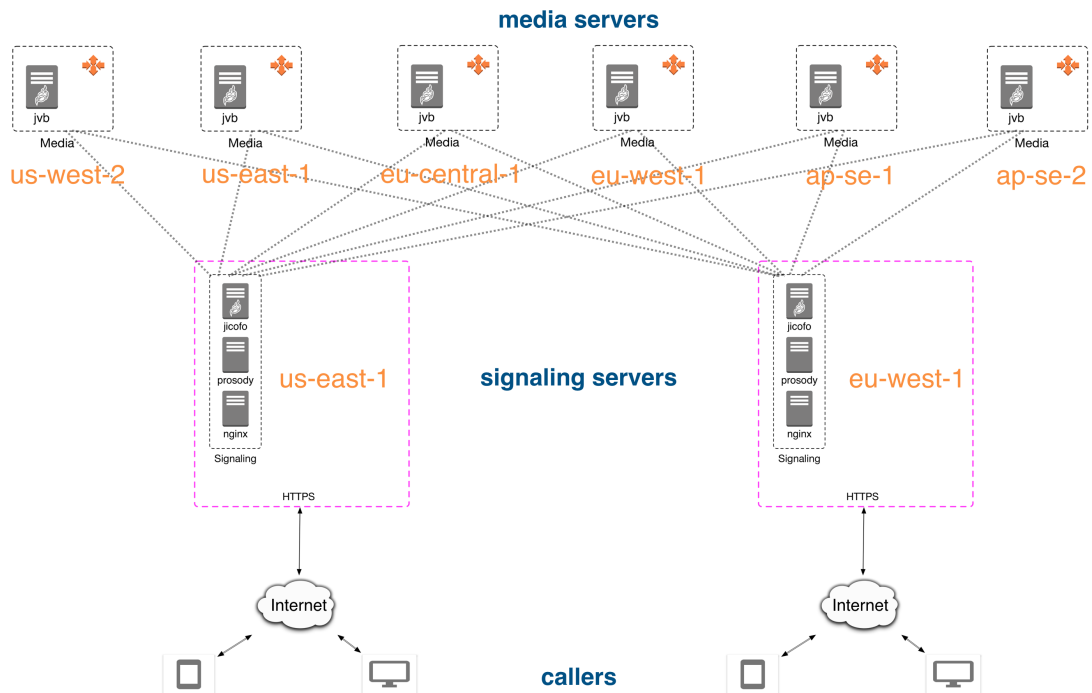 media servers
jvb
jvb
jvb
jvb
jvb
jvb
Media
Media
Media
Media
Media
Media
us-west-2
us-east-1
eu-central-1
eu-west-1
ap-se-1
ap-se-2
jicofo
prosody
nginx
Signaling
us-east-1
HTTPS
signaling servers
jicofo
prosody
nginx
Signaling
eu-west-1
HTTPS
Internet
Internet
callers